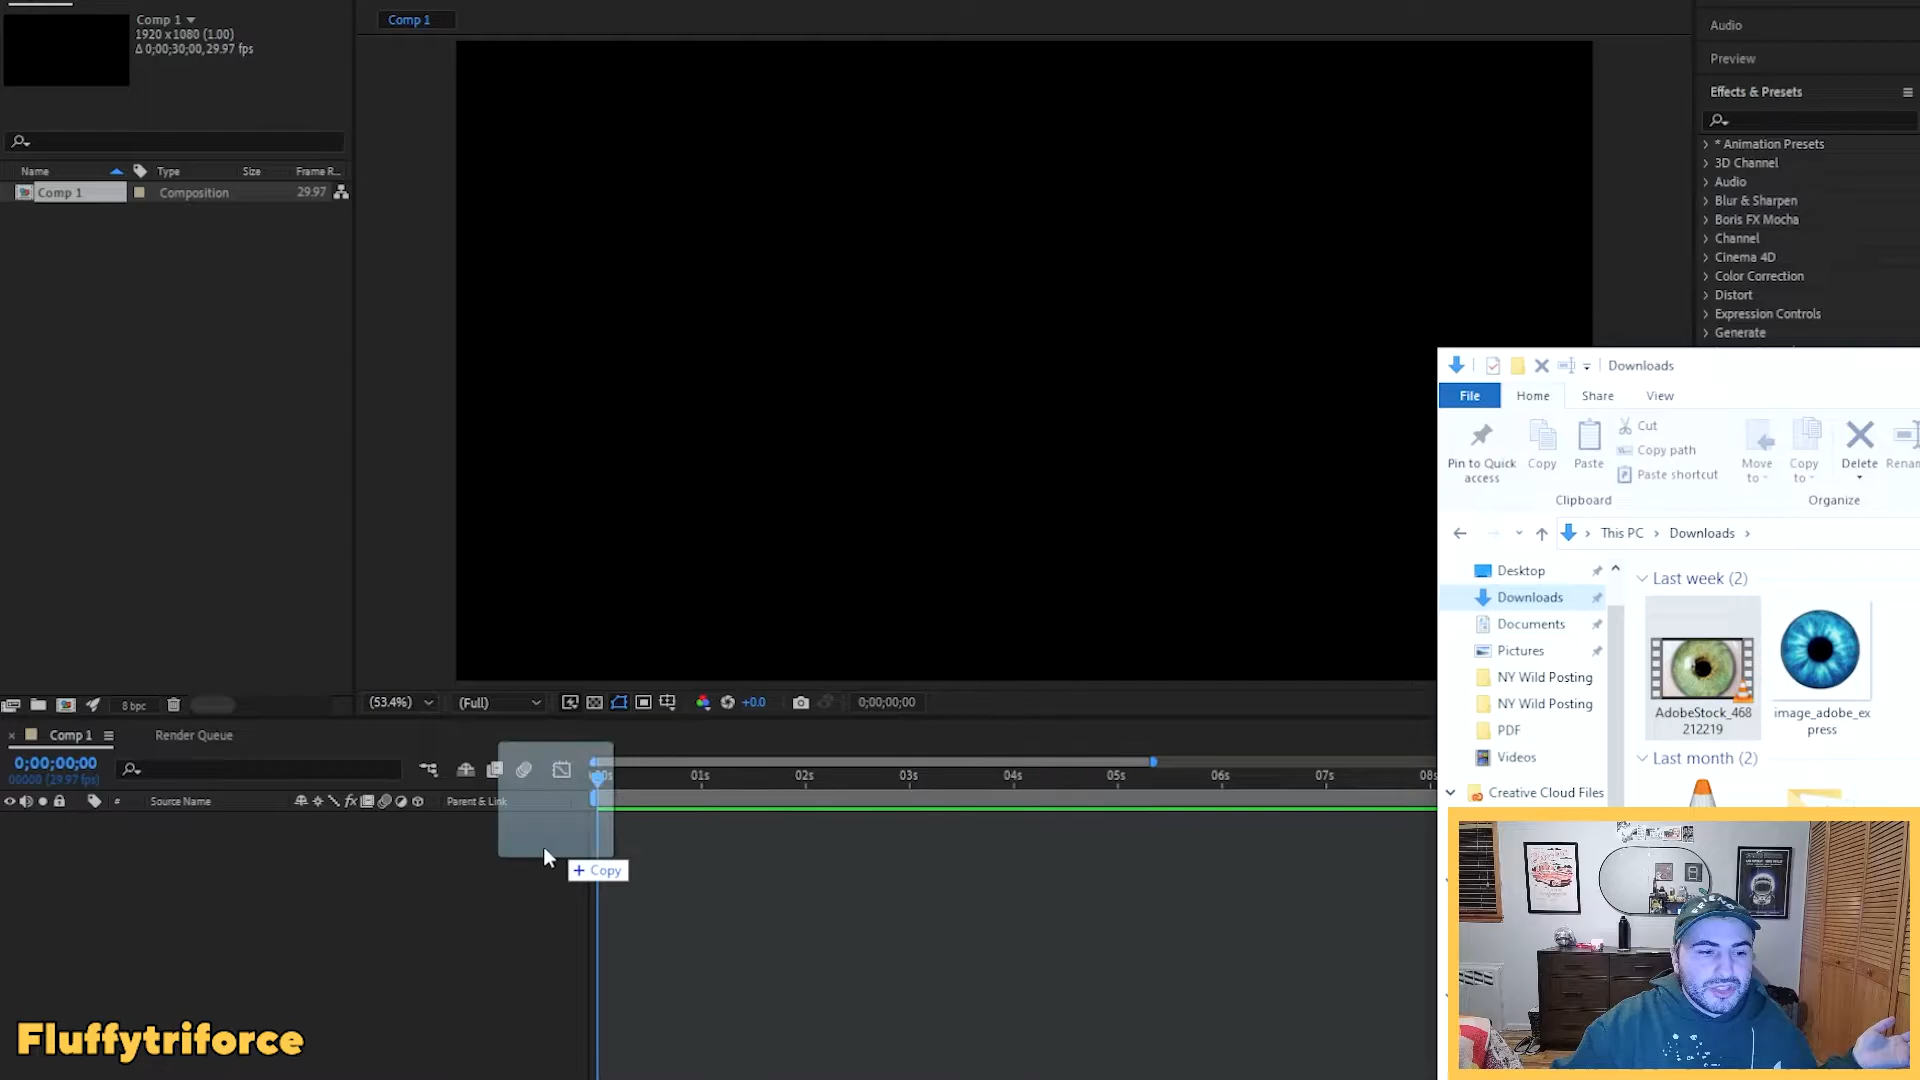 Comp 1
1920 x 1080 (1.00)
Δ 0;00;30;00, 29.97 fps
Name Type Size Frame R...
Comp 1 Composition 29.97
8 bpc
Comp 1
(53.4%) (Full) +0.0 0;00;00;00
Audio
Preview
Effects & Presets
* Animation Presets
3D Channel
Audio
Blur & Sharpen
Boris FX Mocha
Channel
Cinema 4D
Color Correction
Distort
Expression Controls
Generate
Downloads
File Home Share View
Pin to Quick access
Copy
Paste
Cut
Copy path
Paste shortcut
Move to
Copy to
Delete
Renam
Clipboard Organize
This PC > Downloads >
Desktop
Downloads
Documents
Pictures
NY Wild Posting
NY Wild Posting
PDF
Videos
Creative Cloud Files
Last week (2)
AdobeStock_468
212219
image_adobe_ex
press
Last month (2)
Comp 1 Render Queue
0;00;00;00
00000 (29.97 fps)
# Source Name Parent & Link
01s 02s 03s 04s 05s 06s 07s 08s
+ Copy
Fluffytriforce